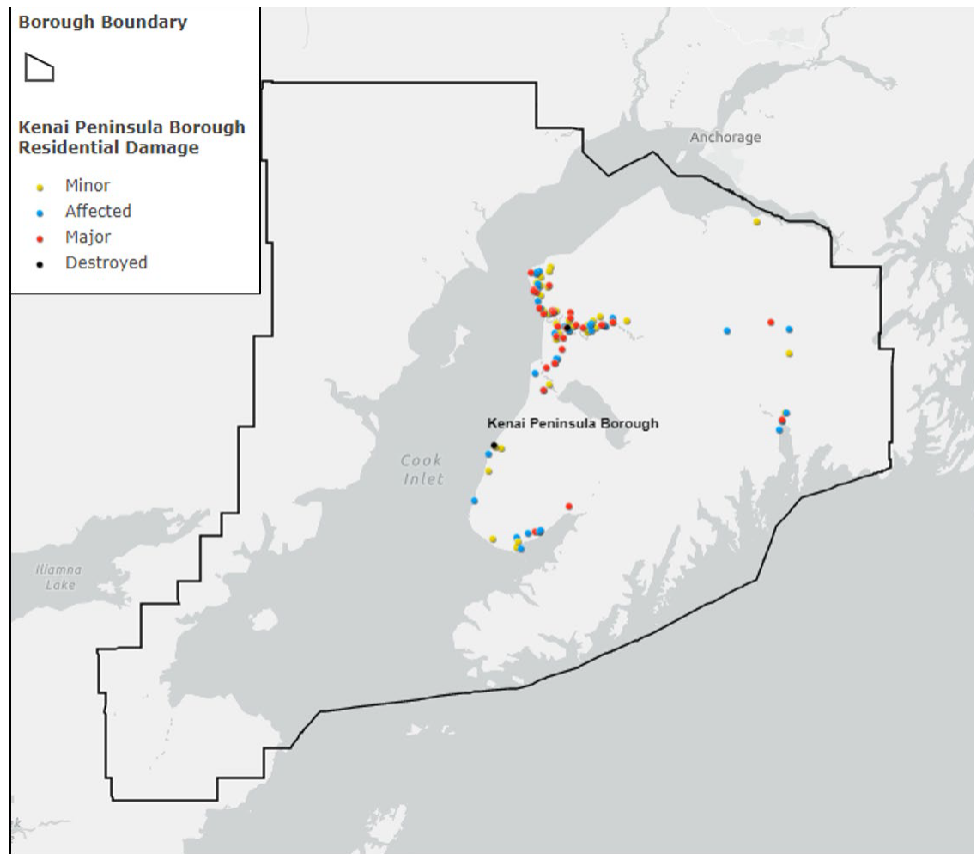 Borough Boundary
Kenai Peninsula Borough
Residential Damage
Minor
Affected
Major
Destroyed
Anchorage
Kenai Peninsula Borough
Cook
Inlet
Iliamna
Lake